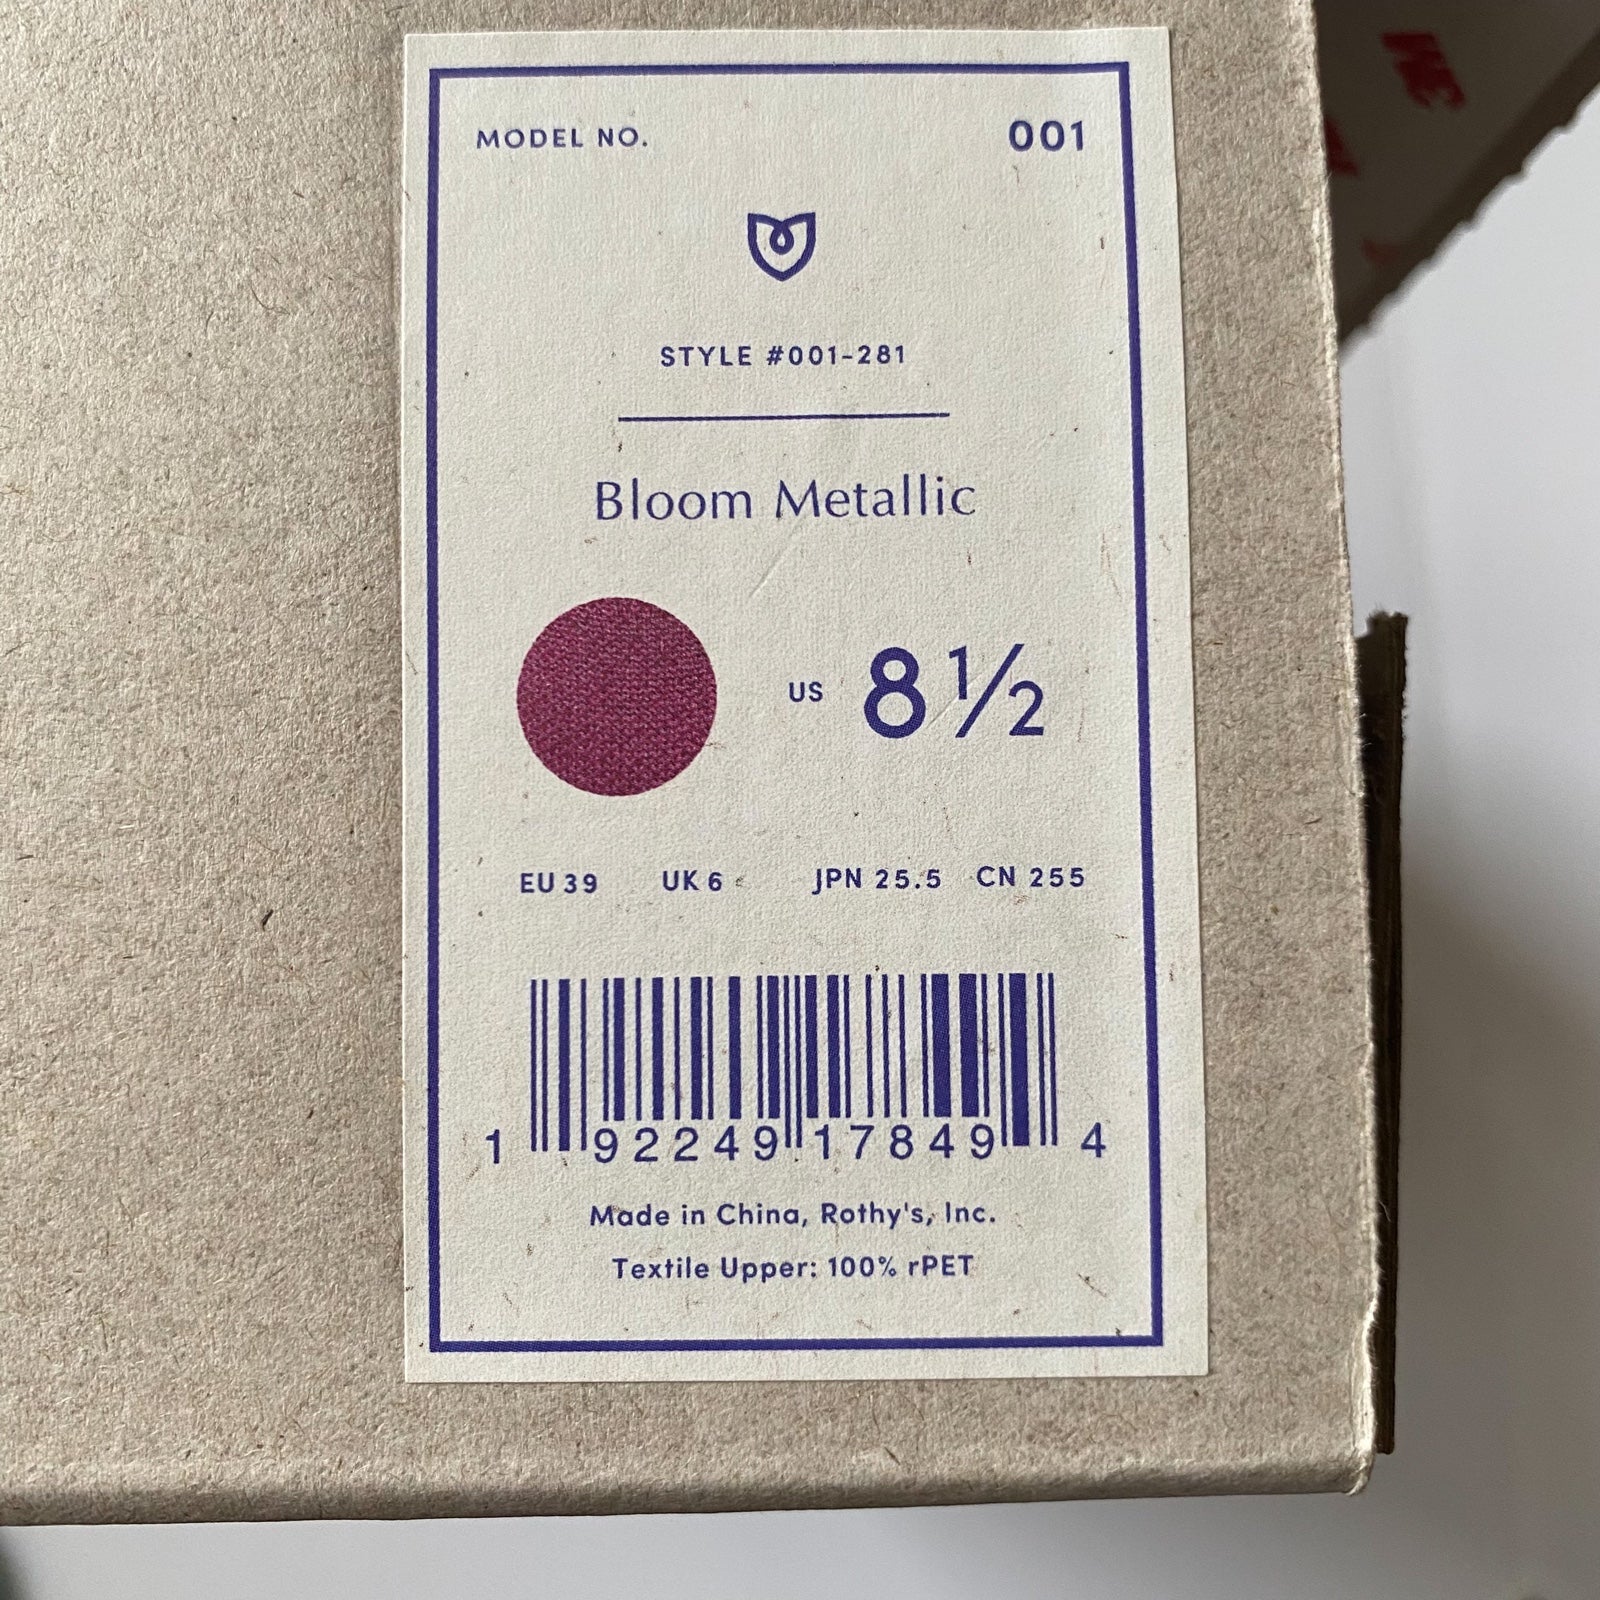 MODEL NO. 001
STYLE #001-281
Bloom Metallic
US 8½
EU 39 UK 6 JPN 25.5 CN 255
1 92249 17849 4
Made in China, Rothy's, Inc.
Textile Upper: 100% rPET
3M